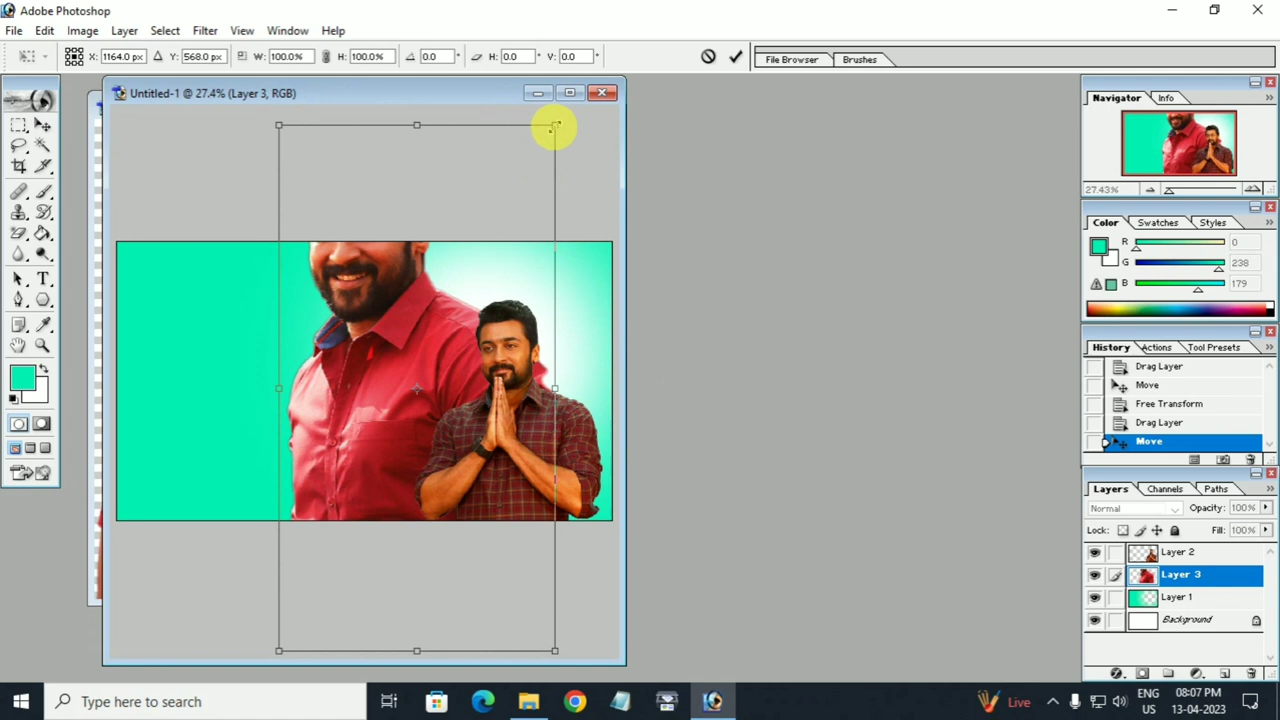 Adobe Photoshop
File Edit Image Layer Select Filter View Window Help
X: 1164.0 px Y: 568.0 px W: 100.0% H: 100.0% 0.0 ° H: 0.0 ° V: 0.0 °
File Browser Brushes
Untitled-1 @ 27.4% (Layer 3, RGB)
Navigator Info
27.43%
Color Swatches Styles
R 0
G 238
B 179
History Actions Tool Presets
Drag Layer
Move
Free Transform
Drag Layer
Move
Layers Channels Paths
Normal Opacity: 100%
Lock: Fill: 100%
Layer 2
Layer 3
Layer 1
Background
Type here to search
Live
ENG
US
08:07 PM
13-04-2023